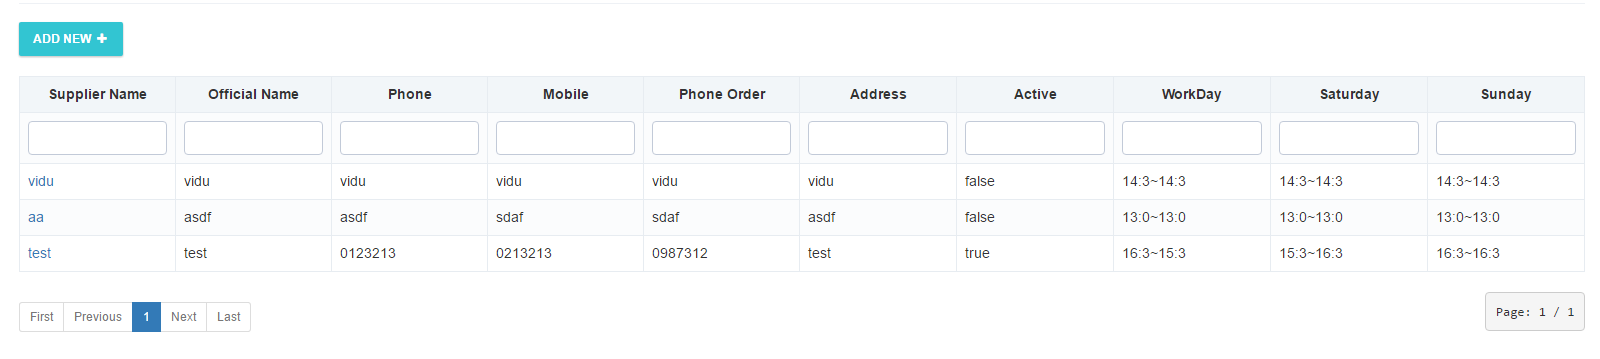 ADD NEW +
Supplier Name Official Name Phone Mobile Phone Order Address Active WorkDay Saturday Sunday
vidu vidu vidu vidu vidu vidu false 14:3~14:3 14:3~14:3 14:3~14:3
aa asdf asdf sdaf sdaf asdf false 13:0~13:0 13:0~13:0 13:0~13:0
test test 0123213 0213213 0987312 test true 16:3~15:3 15:3~16:3 16:3~16:3
First Previous 1 Next Last Page: 1 / 1